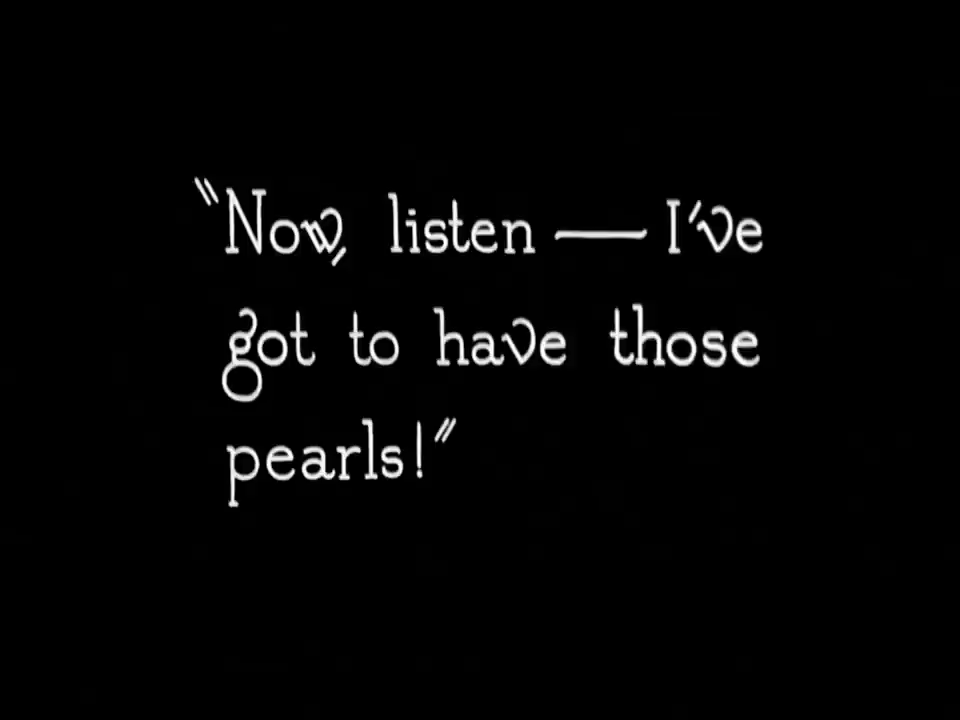 "Now, listen — I've
got to have those
pearls!"